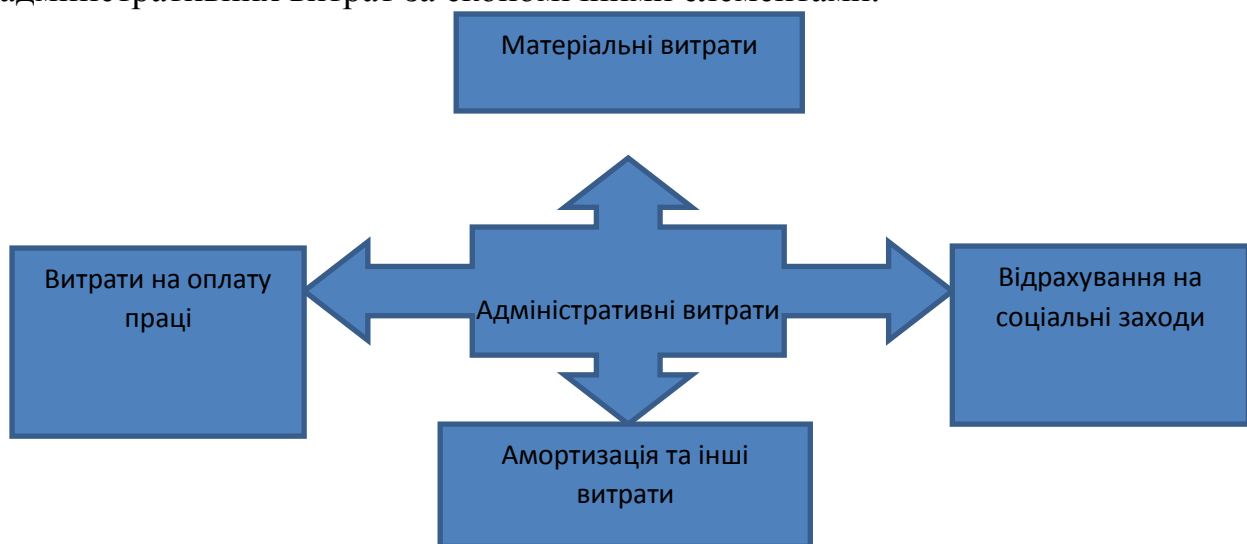 адміністративних витрат за економічними елементами.
Матеріальні витрати
Витрати на оплату
праці
Адміністративні витрати
Відрахування на
соціальні заходи
Амортизація та інші
витрати